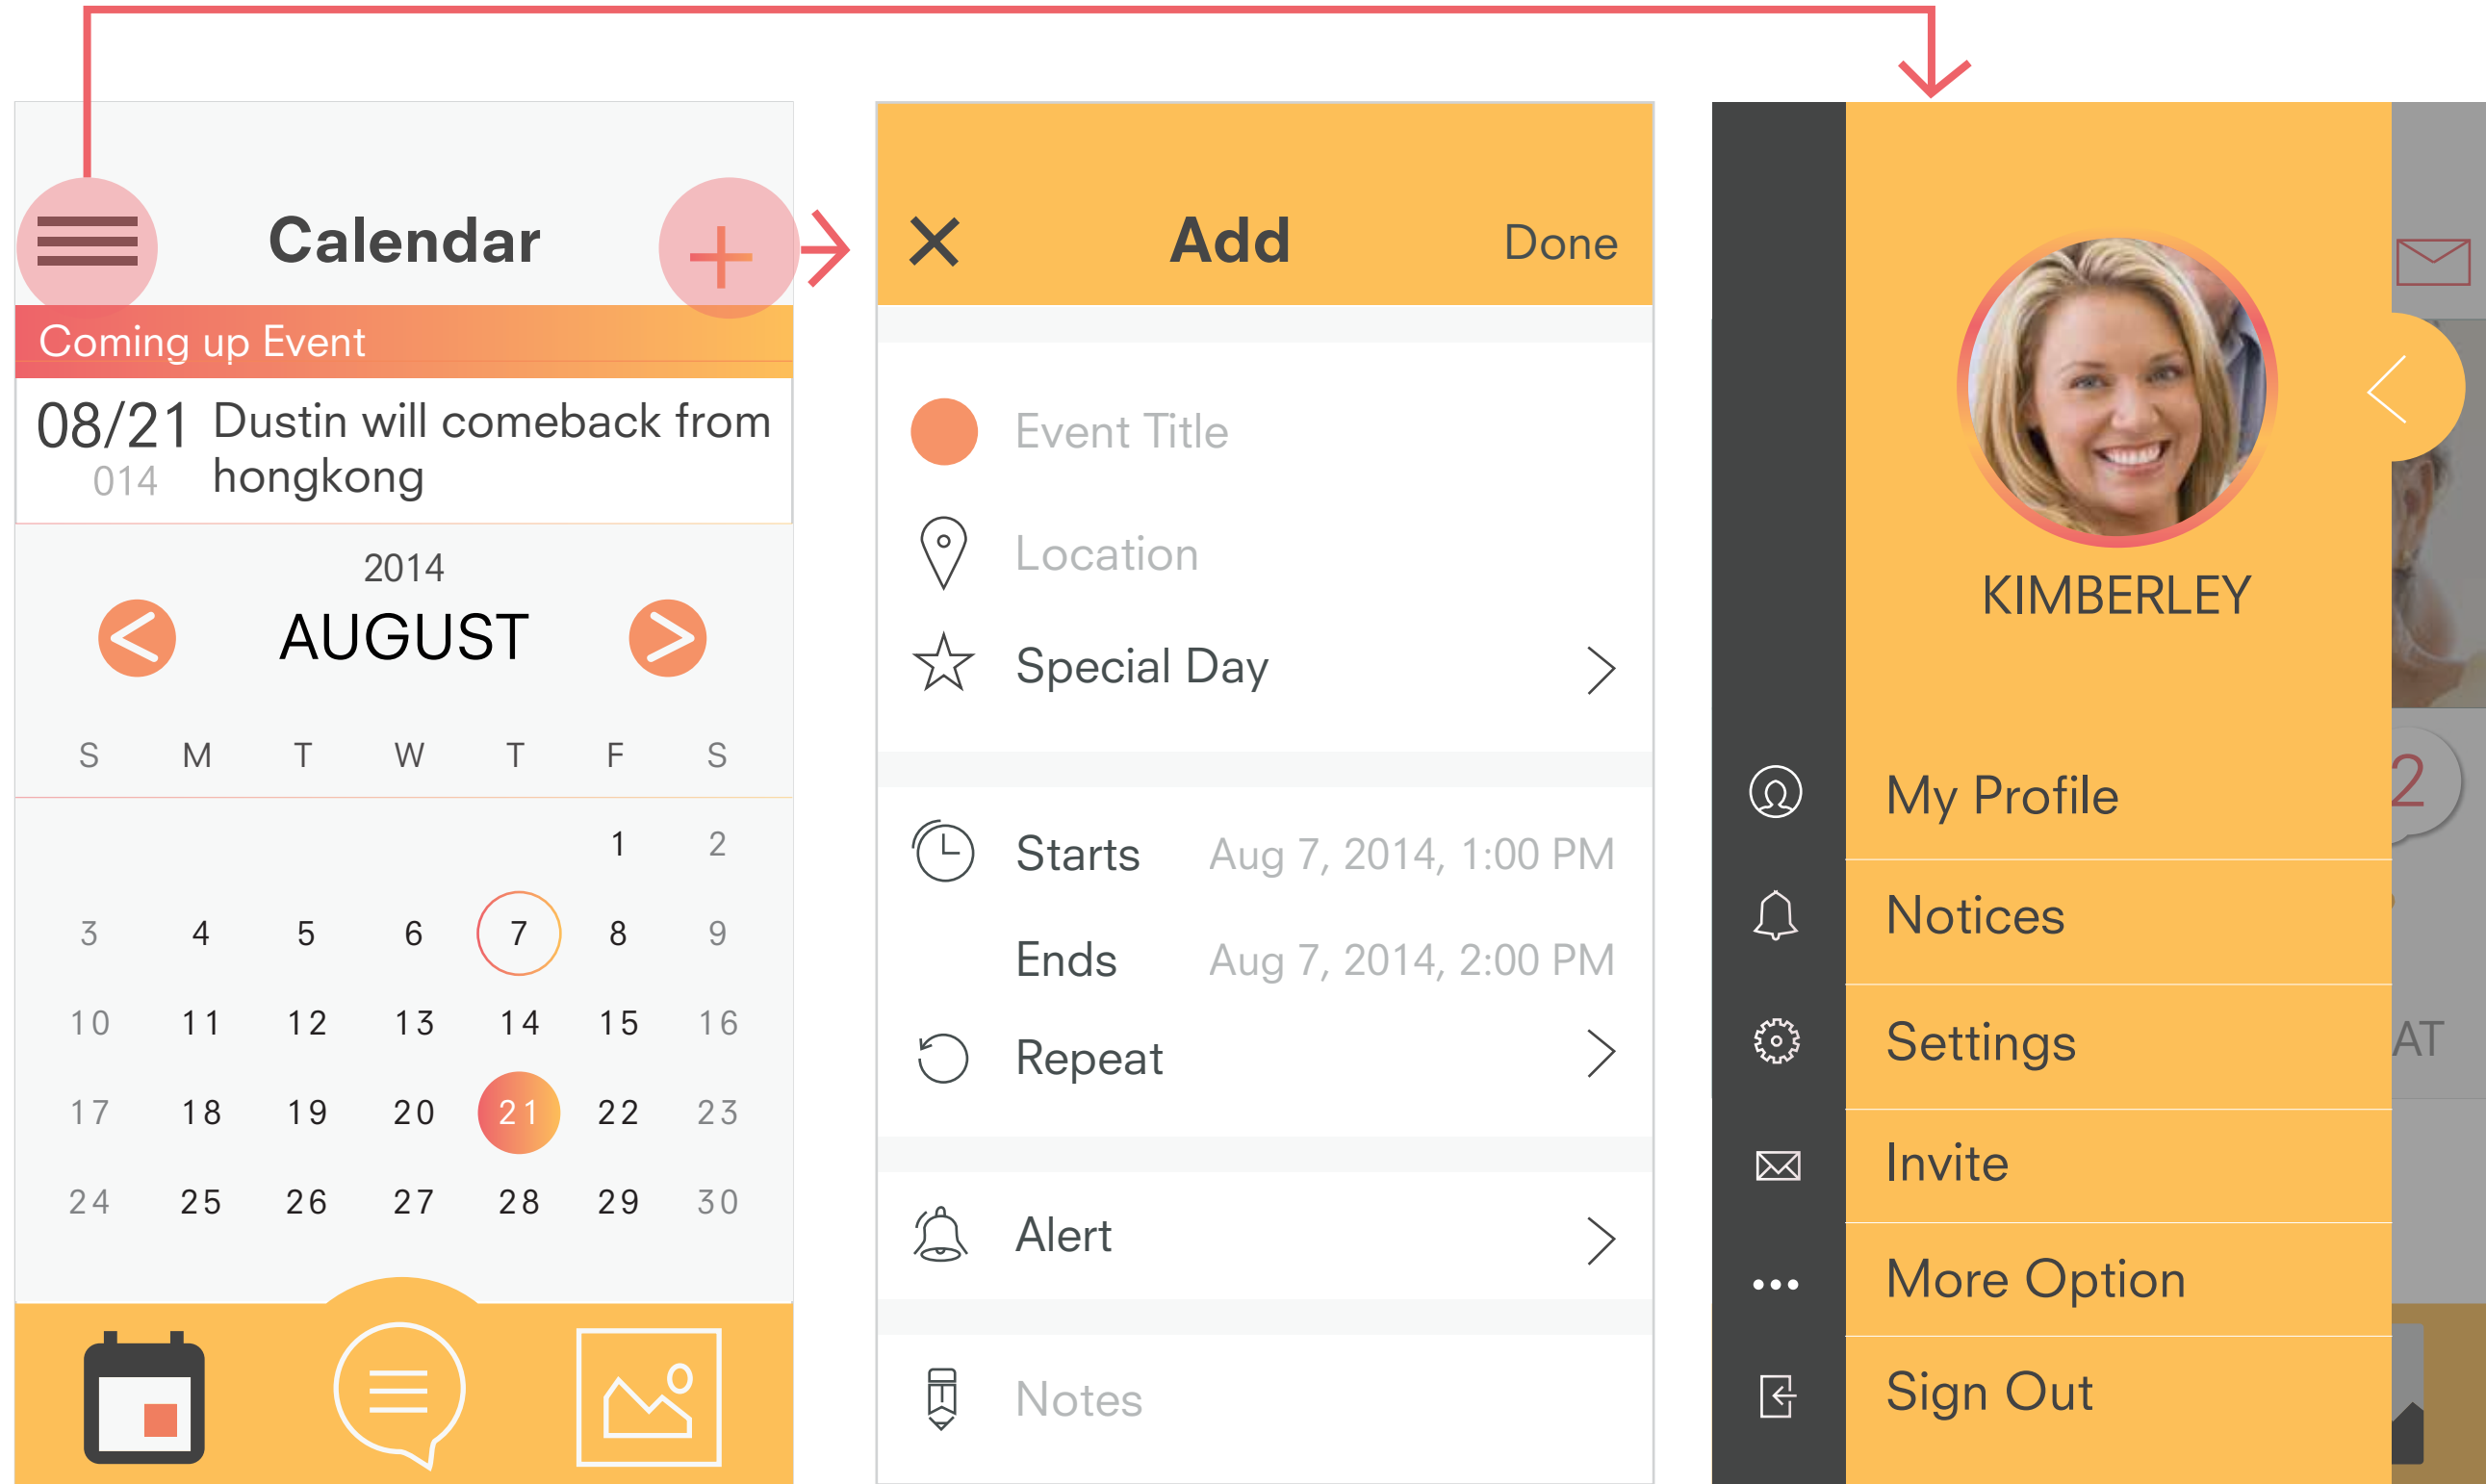 Calendar
Coming up Event
08/21 Dustin will comeback from
014 hongkong
2014
AUGUST
S M T W T F S
1 2
3 4 5 6 7 8 9
10 11 12 13 14 15 16
17 18 19 20 21 22 23
24 25 26 27 28 29 30
Add Done
Event Title
Location
Special Day
Starts Aug 7, 2014, 1:00 PM
Ends Aug 7, 2014, 2:00 PM
Repeat
Alert
Notes
KIMBERLEY
My Profile
Notices
Settings
Invite
More Option
Sign Out
2
AT